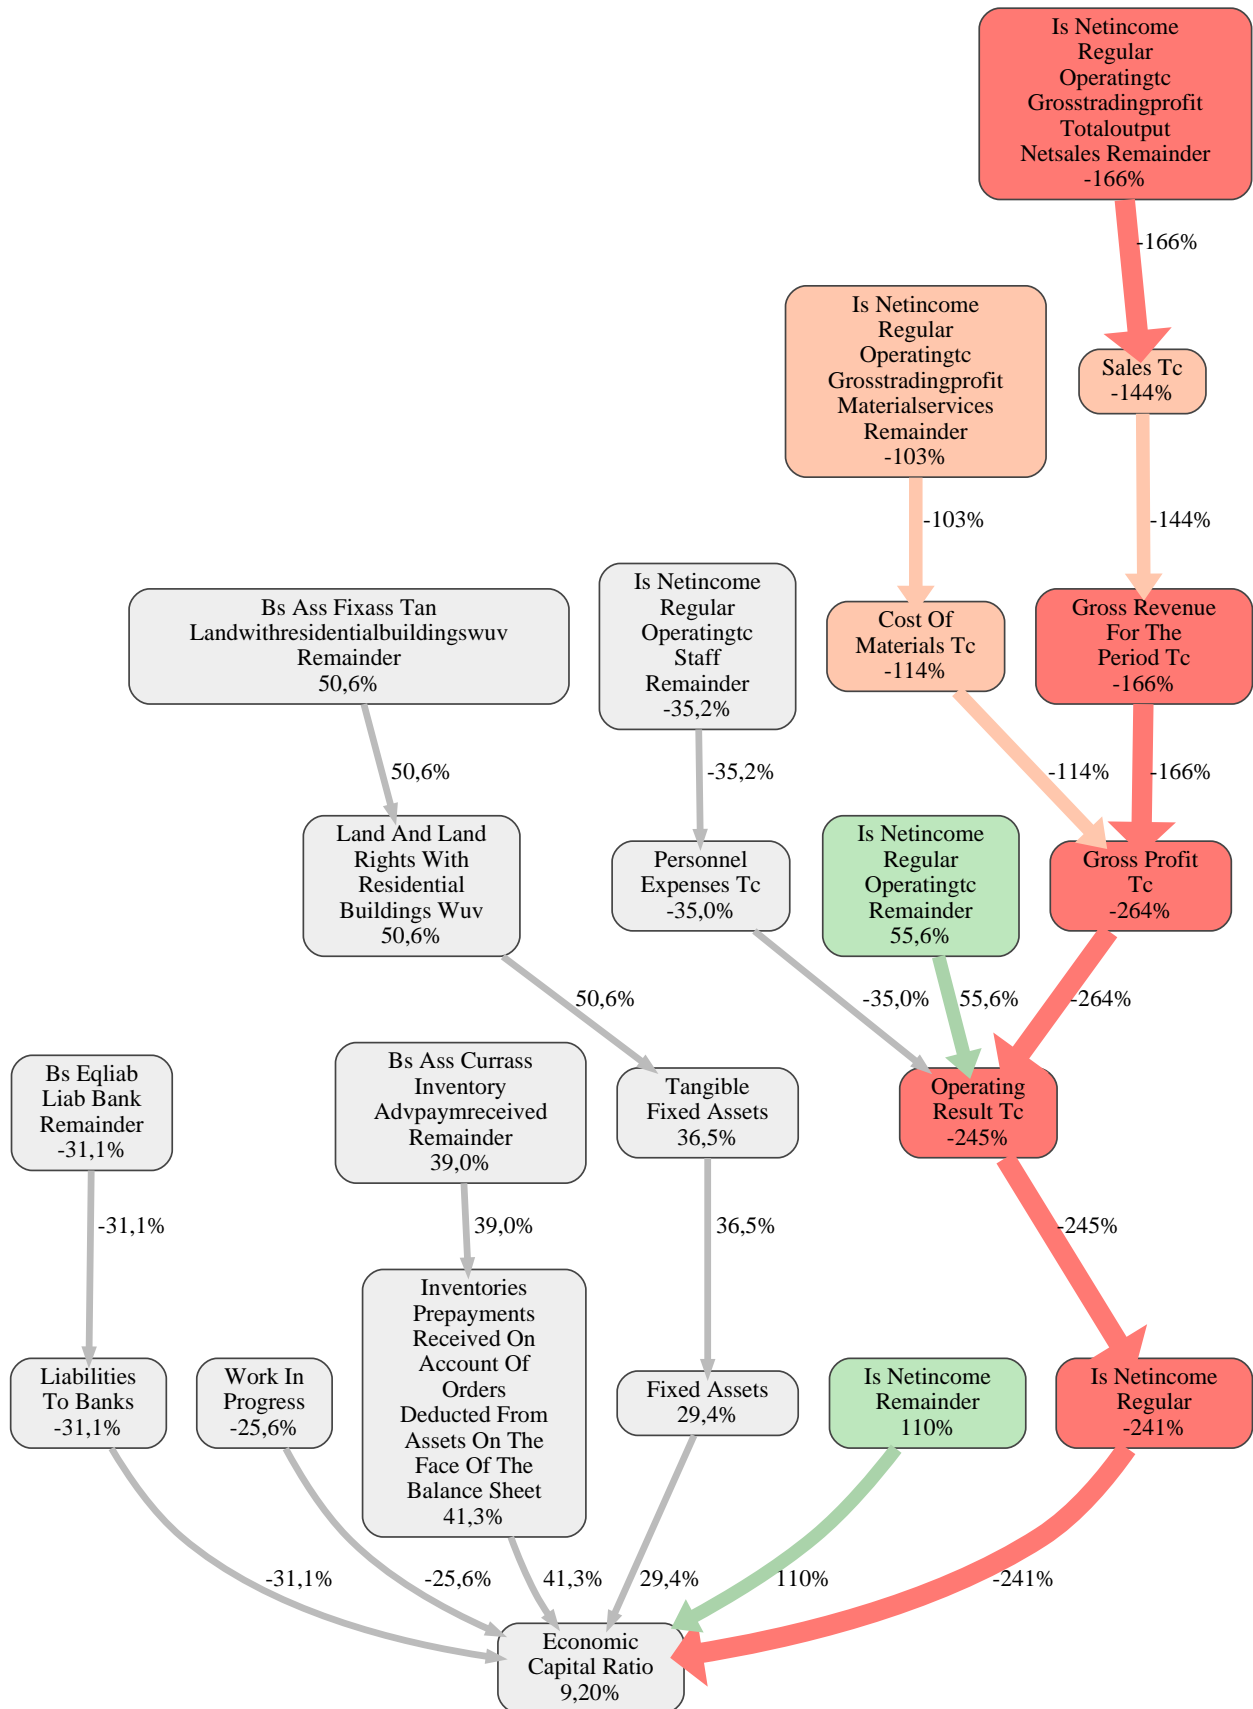 Is Netincome
Regular
Operatingtc
Grosstradingprofit
Totaloutput
Netsales Remainder
-166%
-166%
Is Netincome
Regular
Operatingtc
Grosstradingprofit
Materialservices
Remainder
-103%
Sales Tc
-144%
-103%
-144%
Bs Ass Fixass Tan
Landwithresidentialbuildingswuv
Remainder
50,6%
Is Netincome
Regular
Operatingtc
Staff
Remainder
-35,2%
Cost Of
Materials Tc
-114%
Gross Revenue
For The
Period Tc
-166%
50,6%
-35,2%
-114%
-166%
Land And Land
Rights With
Residential
Buildings Wuv
50,6%
Personnel
Expenses Tc
-35,0%
Is Netincome
Regular
Operatingtc
Remainder
55,6%
Gross Profit
Tc
-264%
50,6%
-35,0%
55,6%
-264%
Bs Eqliab
Liab Bank
Remainder
-31,1%
Bs Ass Currass
Inventory
Advpaymreceived
Remainder
39,0%
Tangible
Fixed Assets
36,5%
Operating
Result Tc
-245%
-31,1%
39,0%
36,5%
-245%
Liabilities
To Banks
-31,1%
Work In
Progress
-25,6%
Inventories
Prepayments
Received On
Account Of
Orders
Deducted From
Assets On The
Face Of The
Balance Sheet
41,3%
Fixed Assets
29,4%
Is Netincome
Remainder
110%
Is Netincome
Regular
-241%
-31,1%
-25,6%
41,3%
29,4%
110%
-241%
Economic
Capital Ratio
9,20%